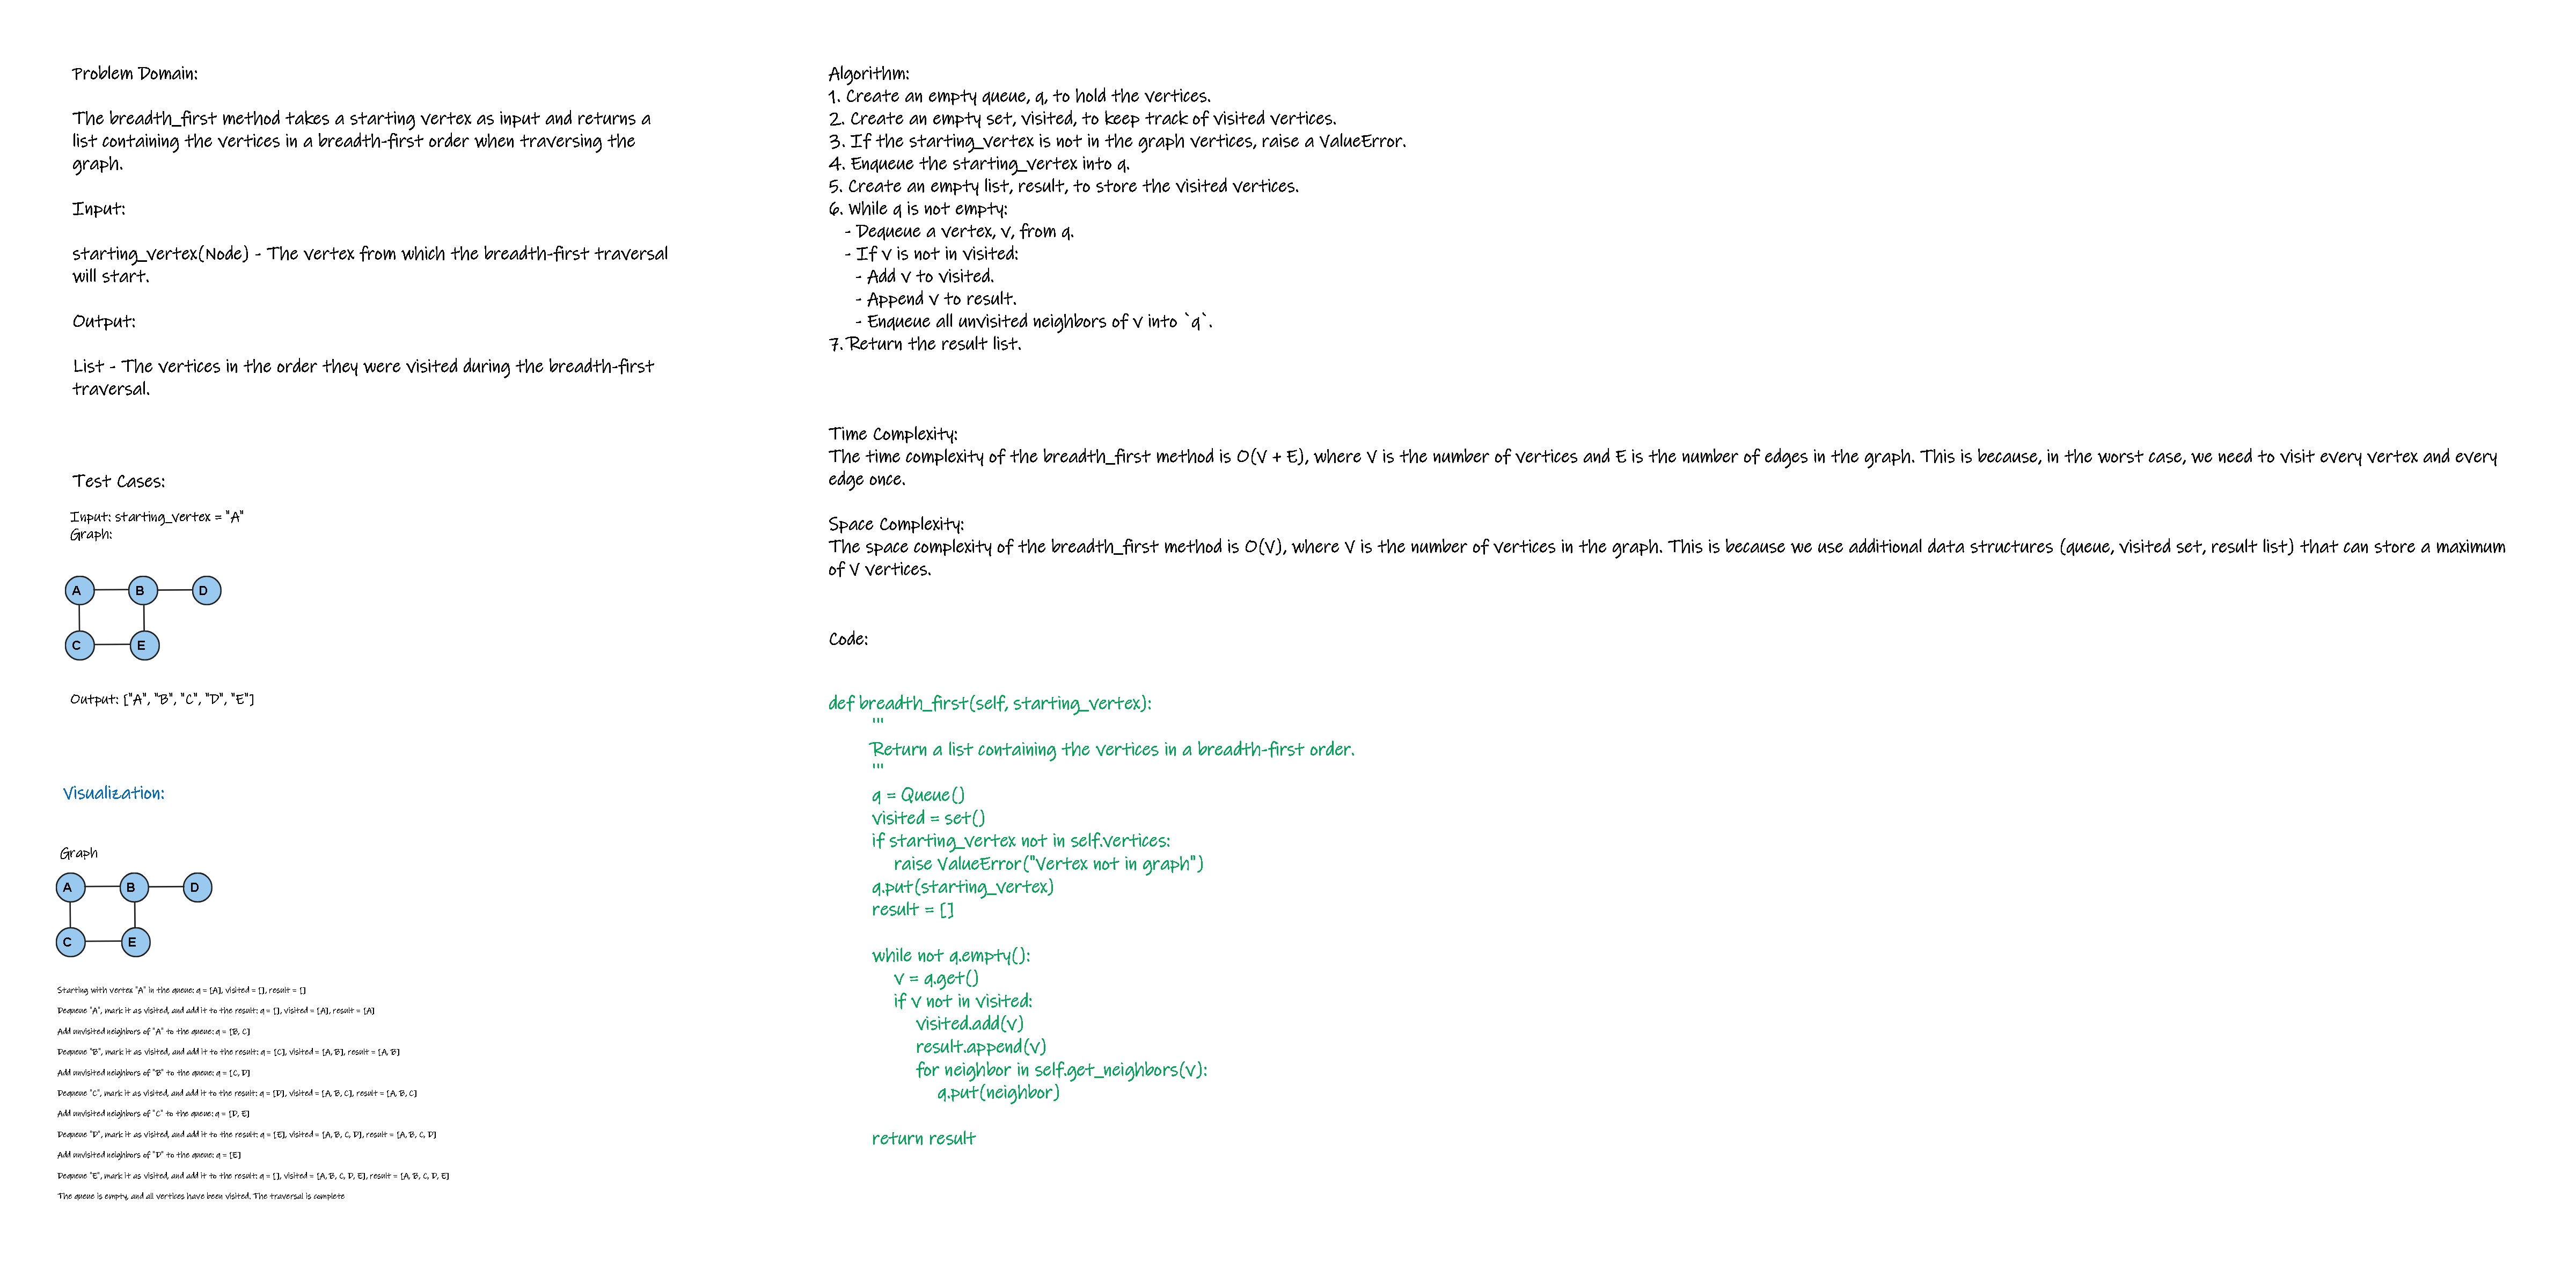 Problem Domain:
The breadth_first method takes a starting vertex as input and returns a
list containing the vertices in a breadth-first order when traversing the
graph.
Input:
starting_vertex(Node) - The vertex from which the breadth-first traversal
will start.
Output:
List - The vertices in the order they were visited during the breadth-first
traversal.
Test Cases:
Input: starting_vertex = "A"
Graph:
A B D
C E
Output: ["A", "B", "C", "D", "E"]
Visualization:
Graph
A B D
C E
Starting with vertex "A" in the queue: q = [A], visited = [], result = []
Dequeue "A", mark it as visited, and add it to the result: q = [], visited = [A], result = [A]
Add unvisited neighbors of "A" to the queue: q = [B, C]
Dequeue "B", mark it as visited, and add it to the result: q = [C], visited = [A, B], result = [A, B]
Add unvisited neighbors of "B" to the queue: q = [C, D]
Dequeue "C", mark it as visited, and add it to the result: q = [D], visited = [A, B, C], result = [A, B, C]
Add unvisited neighbors of "C" to the queue: q = [D, E]
Dequeue "D", mark it as visited, and add it to the result: q = [E], visited = [A, B, C, D], result = [A, B, C, D]
Add unvisited neighbors of "D" to the queue: q = [E]
Dequeue "E", mark it as visited, and add it to the result: q = [], visited = [A, B, C, D, E], result = [A, B, C, D, E]
The queue is empty, and all vertices have been visited. The traversal is complete
Algorithm:
1. Create an empty queue, q, to hold the vertices.
2. Create an empty set, visited, to keep track of visited vertices.
3. If the starting_vertex is not in the graph vertices, raise a ValueError.
4. Enqueue the starting_vertex into q.
5. Create an empty list, result, to store the visited vertices.
6. While q is not empty:
- Dequeue a vertex, v, from q.
- If v is not in visited:
- Add v to visited.
- Append v to result.
- Enqueue all unvisited neighbors of v into `q`.
7. Return the result list.
Time Complexity:
The time complexity of the breadth_first method is O(V + E), where V is the number of vertices and E is the number of edges in the graph. This is because, in the worst case, we need to visit every vertex and every
edge once.
Space Complexity:
The space complexity of the breadth_first method is O(V), where V is the number of vertices in the graph. This is because we use additional data structures (queue, visited set, result list) that can store a maximum
of V vertices.
Code:
def breadth_first(self, starting_vertex):
'''
Return a list containing the vertices in a breadth-first order.
'''
q = Queue()
visited = set()
if starting_vertex not in self.vertices:
raise ValueError("Vertex not in graph")
q.put(starting_vertex)
result = []
while not q.empty():
v = q.get()
if v not in visited:
visited.add(v)
result.append(v)
for neighbor in self.get_neighbors(v):
q.put(neighbor)
return result